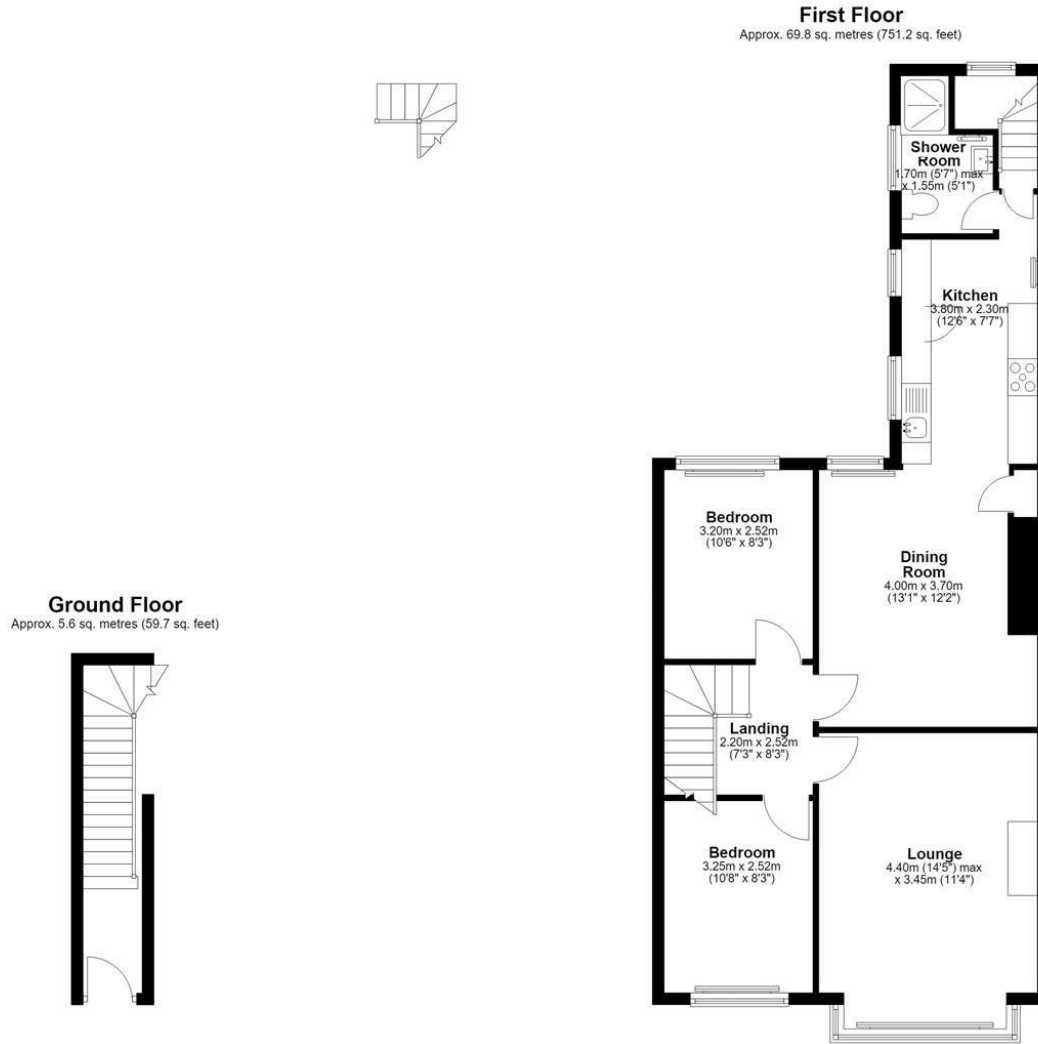 First Floor
Approx. 69.8 sq. metres (751.2 sq. feet)
Shower
Room
1.70m (5'7") max
x 1.55m (5'1")
Kitchen
3.80m x 2.30m
(12'6" x 7'7")
Bedroom
3.20m x 2.52m
(10'6" x 8'3")
Dining
Room
4.00m x 3.70m
(13'1" x 12'2")
Ground Floor
Approx. 5.6 sq. metres (59.7 sq. feet)
Landing
2.20m x 2.52m
(7'3" x 8'3")
Bedroom
3.25m x 2.52m
(10'8" x 8'3")
Lounge
4.40m (14'5") max
x 3.45m (11'4")